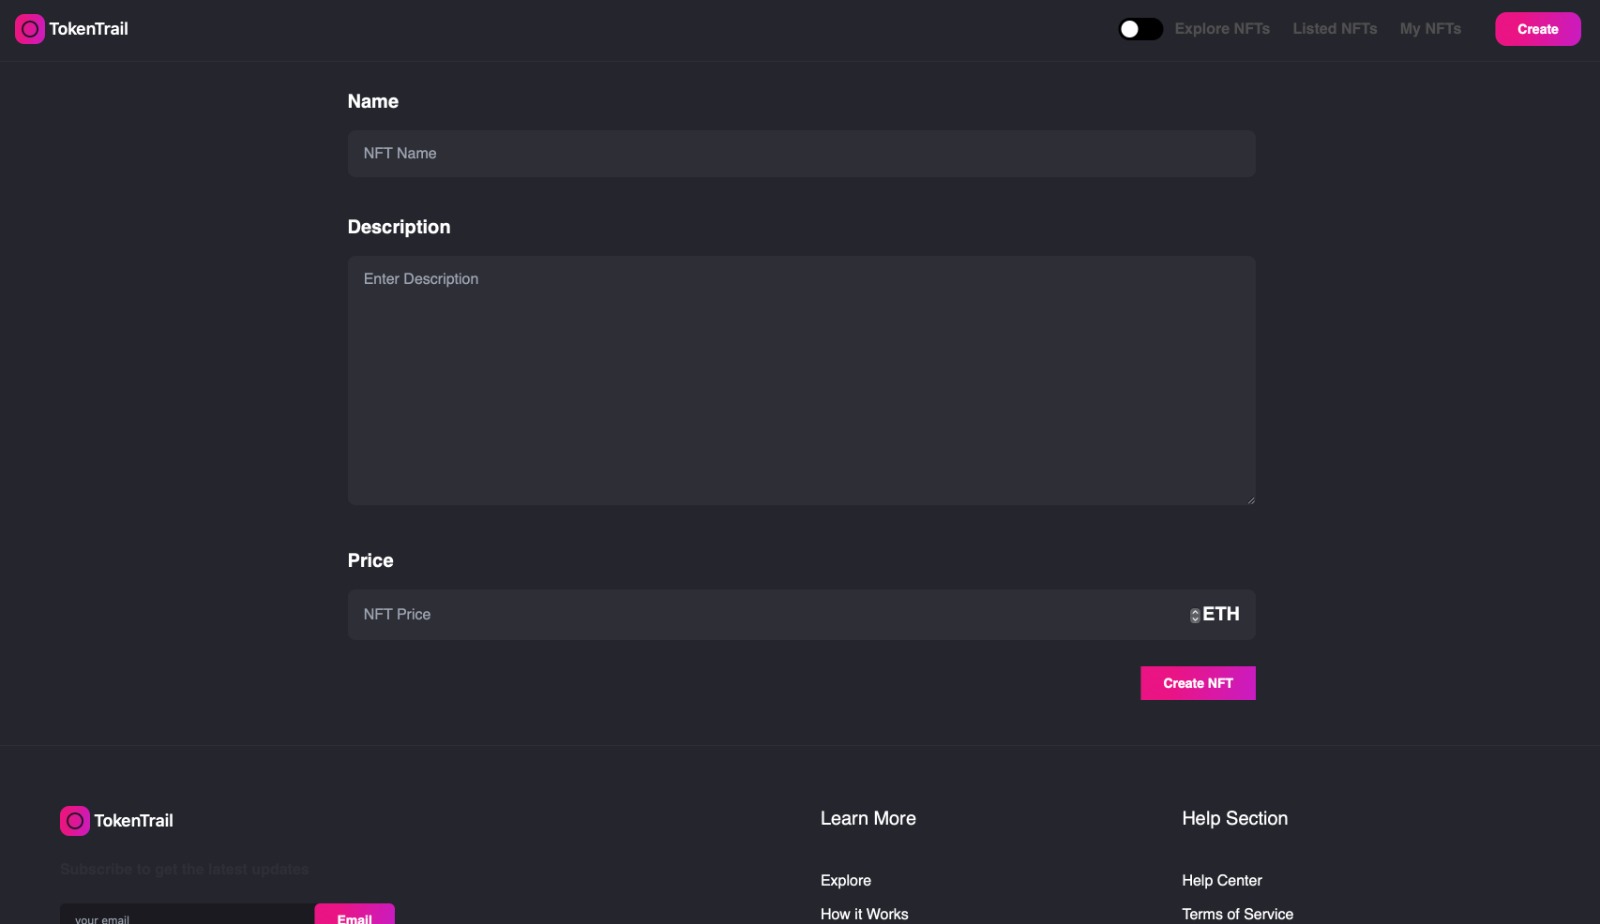 TokenTrail
Explore NFTs
Listed NFTs
My NFTs
Create
Name
NFT Name
Description
Enter Description
Price
NFT Price
ETH
Create NFT
TokenTrail
Subscribe to get the latest updates
your email
Email
Learn More
Explore
How it Works
Help Section
Help Center
Terms of Service